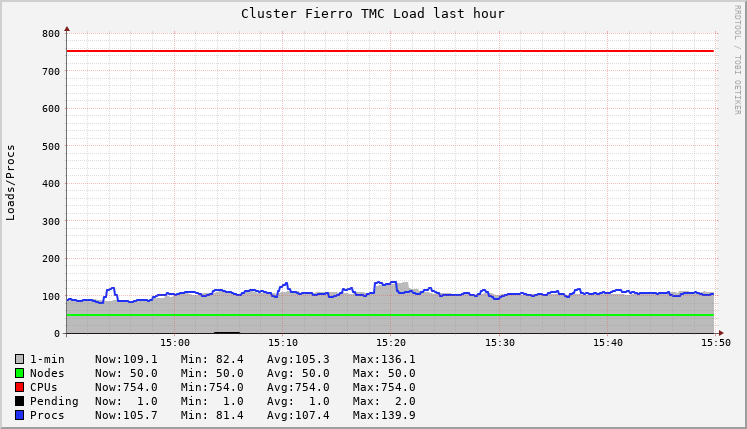 Cluster Fierro TMC Load last hour
RRDTOOL / TOBI OETIKER
Loads/Procs
800
700
600
500
400
300
200
100
0
15:00 15:10 15:20 15:30 15:40 15:50
1-min Now:109.1 Min: 82.4 Avg:105.3 Max:136.1
Nodes Now: 50.0 Min: 50.0 Avg: 50.0 Max: 50.0
CPUs Now:754.0 Min:754.0 Avg:754.0 Max:754.0
Pending Now: 1.0 Min: 1.0 Avg: 1.0 Max: 2.0
Procs Now:105.7 Min: 81.4 Avg:107.4 Max:139.9